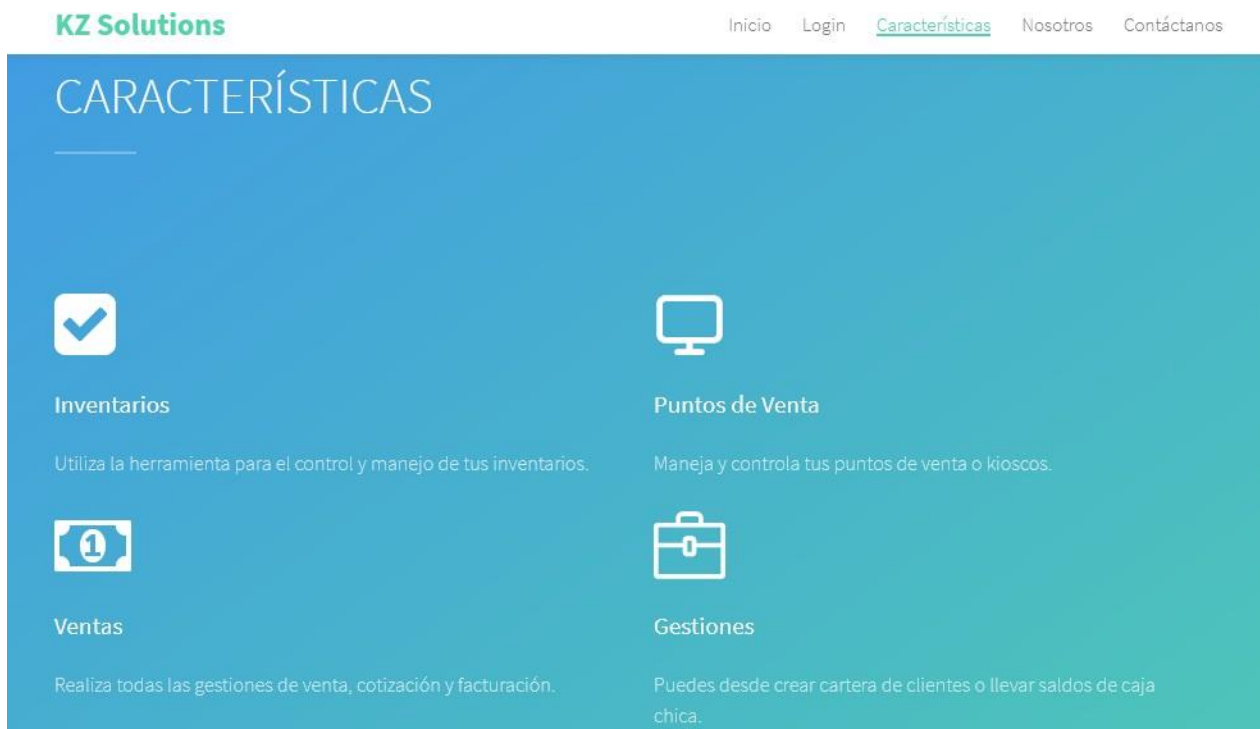 KZ Solutions
Inicio Login Características Nosotros Contáctanos
CARACTERÍSTICAS
Inventarios
Utiliza la herramienta para el control y manejo de tus inventarios.
Puntos de Venta
Maneja y controla tus puntos de venta o kioscos.
1
Ventas
Realiza todas las gestiones de venta, cotización y facturación.
Gestiones
Puedes desde crear cartera de clientes o llevar saldos de caja
chica.